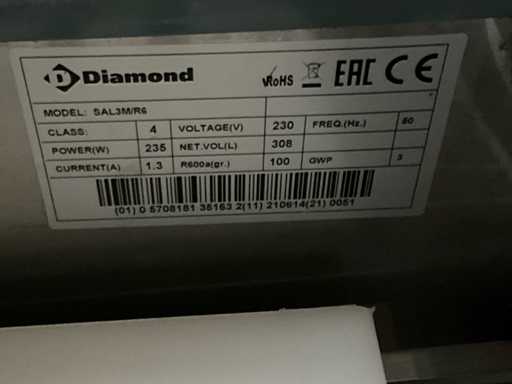 Diamond
RoHS EAC CE
MODEL: SAL3M/R6
CLASS: 4 VOLTAGE(V) 230 FREQ.(Hz.) 50
POWER(W) 235 NET.VOL(L) 308
CURRENT(A) 1.3 R600a(gr.) 100 GWP 3
(01) 0 5708181 35163 2(11) 210614(21) 0051